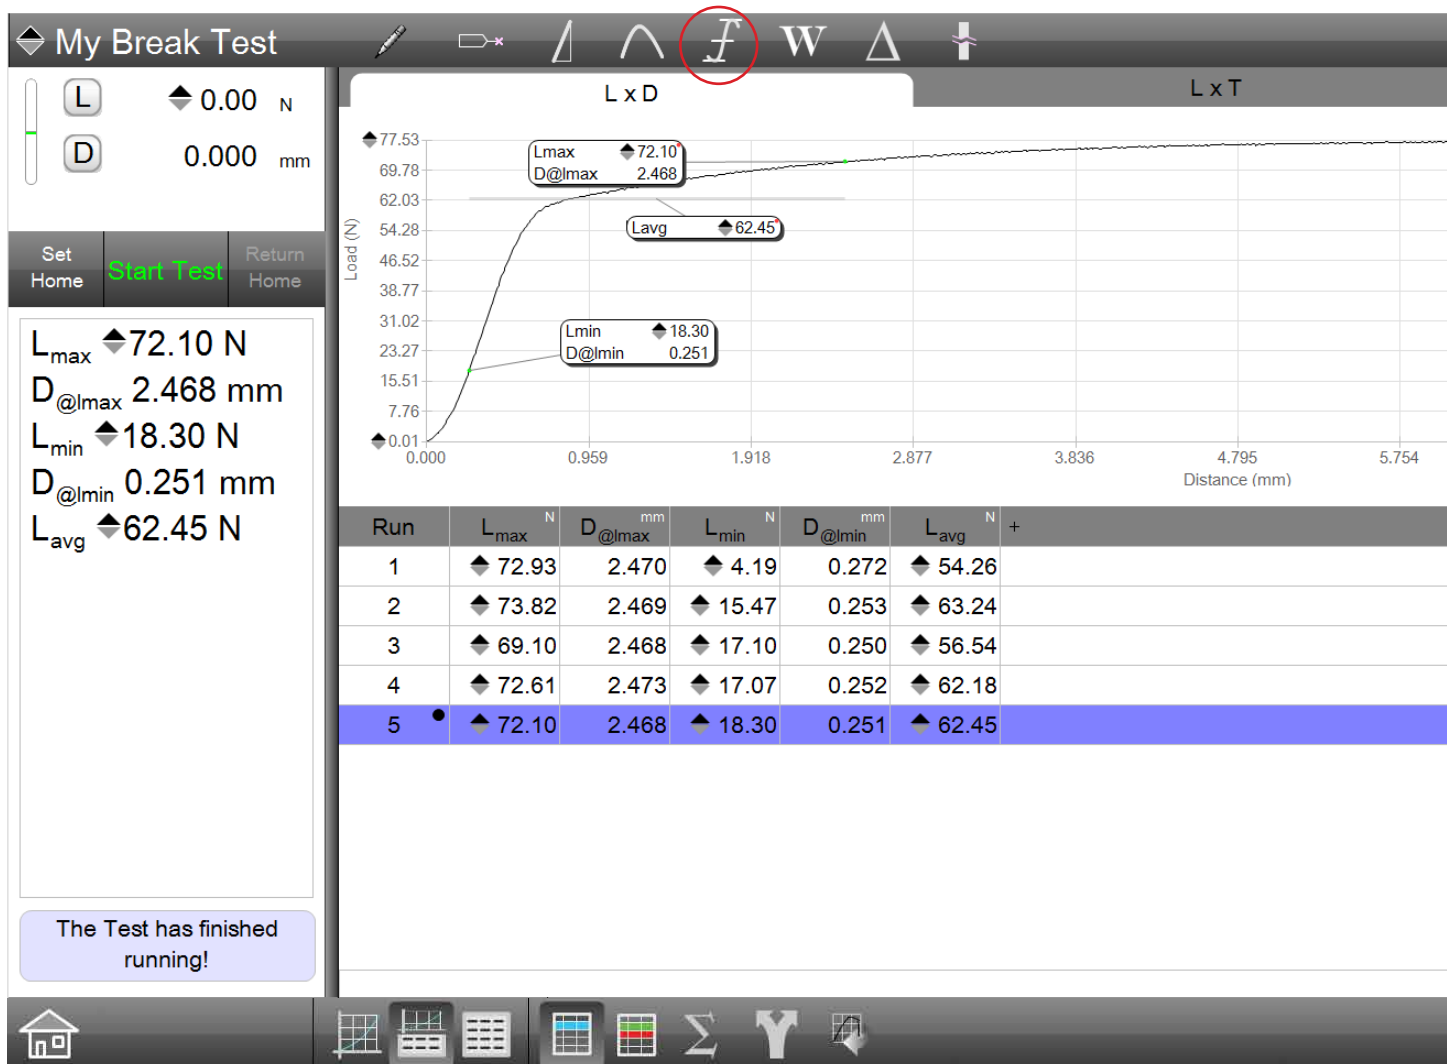 My Break Test
W
L 0.00 N
D 0.000 mm
Set Home
Start Test
Return Home
Lmax 72.10 N
D@lmax 2.468 mm
Lmin 18.30 N
D@lmin 0.251 mm
Lavg 62.45 N
The Test has finished
running!
L x D
L x T
77.53
69.78
62.03
54.28
46.52
38.77
31.02
23.27
15.51
7.76
0.01
Load (N)
Lmax 72.10
D@lmax 2.468
Lavg 62.45
Lmin 18.30
D@lmin 0.251
0.000 0.959 1.918 2.877 3.836 4.795 5.754
Distance (mm)
Run Lmax N D@lmax mm Lmin N D@lmin mm Lavg N +
1 72.93 2.470 4.19 0.272 54.26
2 73.82 2.469 15.47 0.253 63.24
3 69.10 2.468 17.10 0.250 56.54
4 72.61 2.473 17.07 0.252 62.18
5 72.10 2.468 18.30 0.251 62.45
Σ